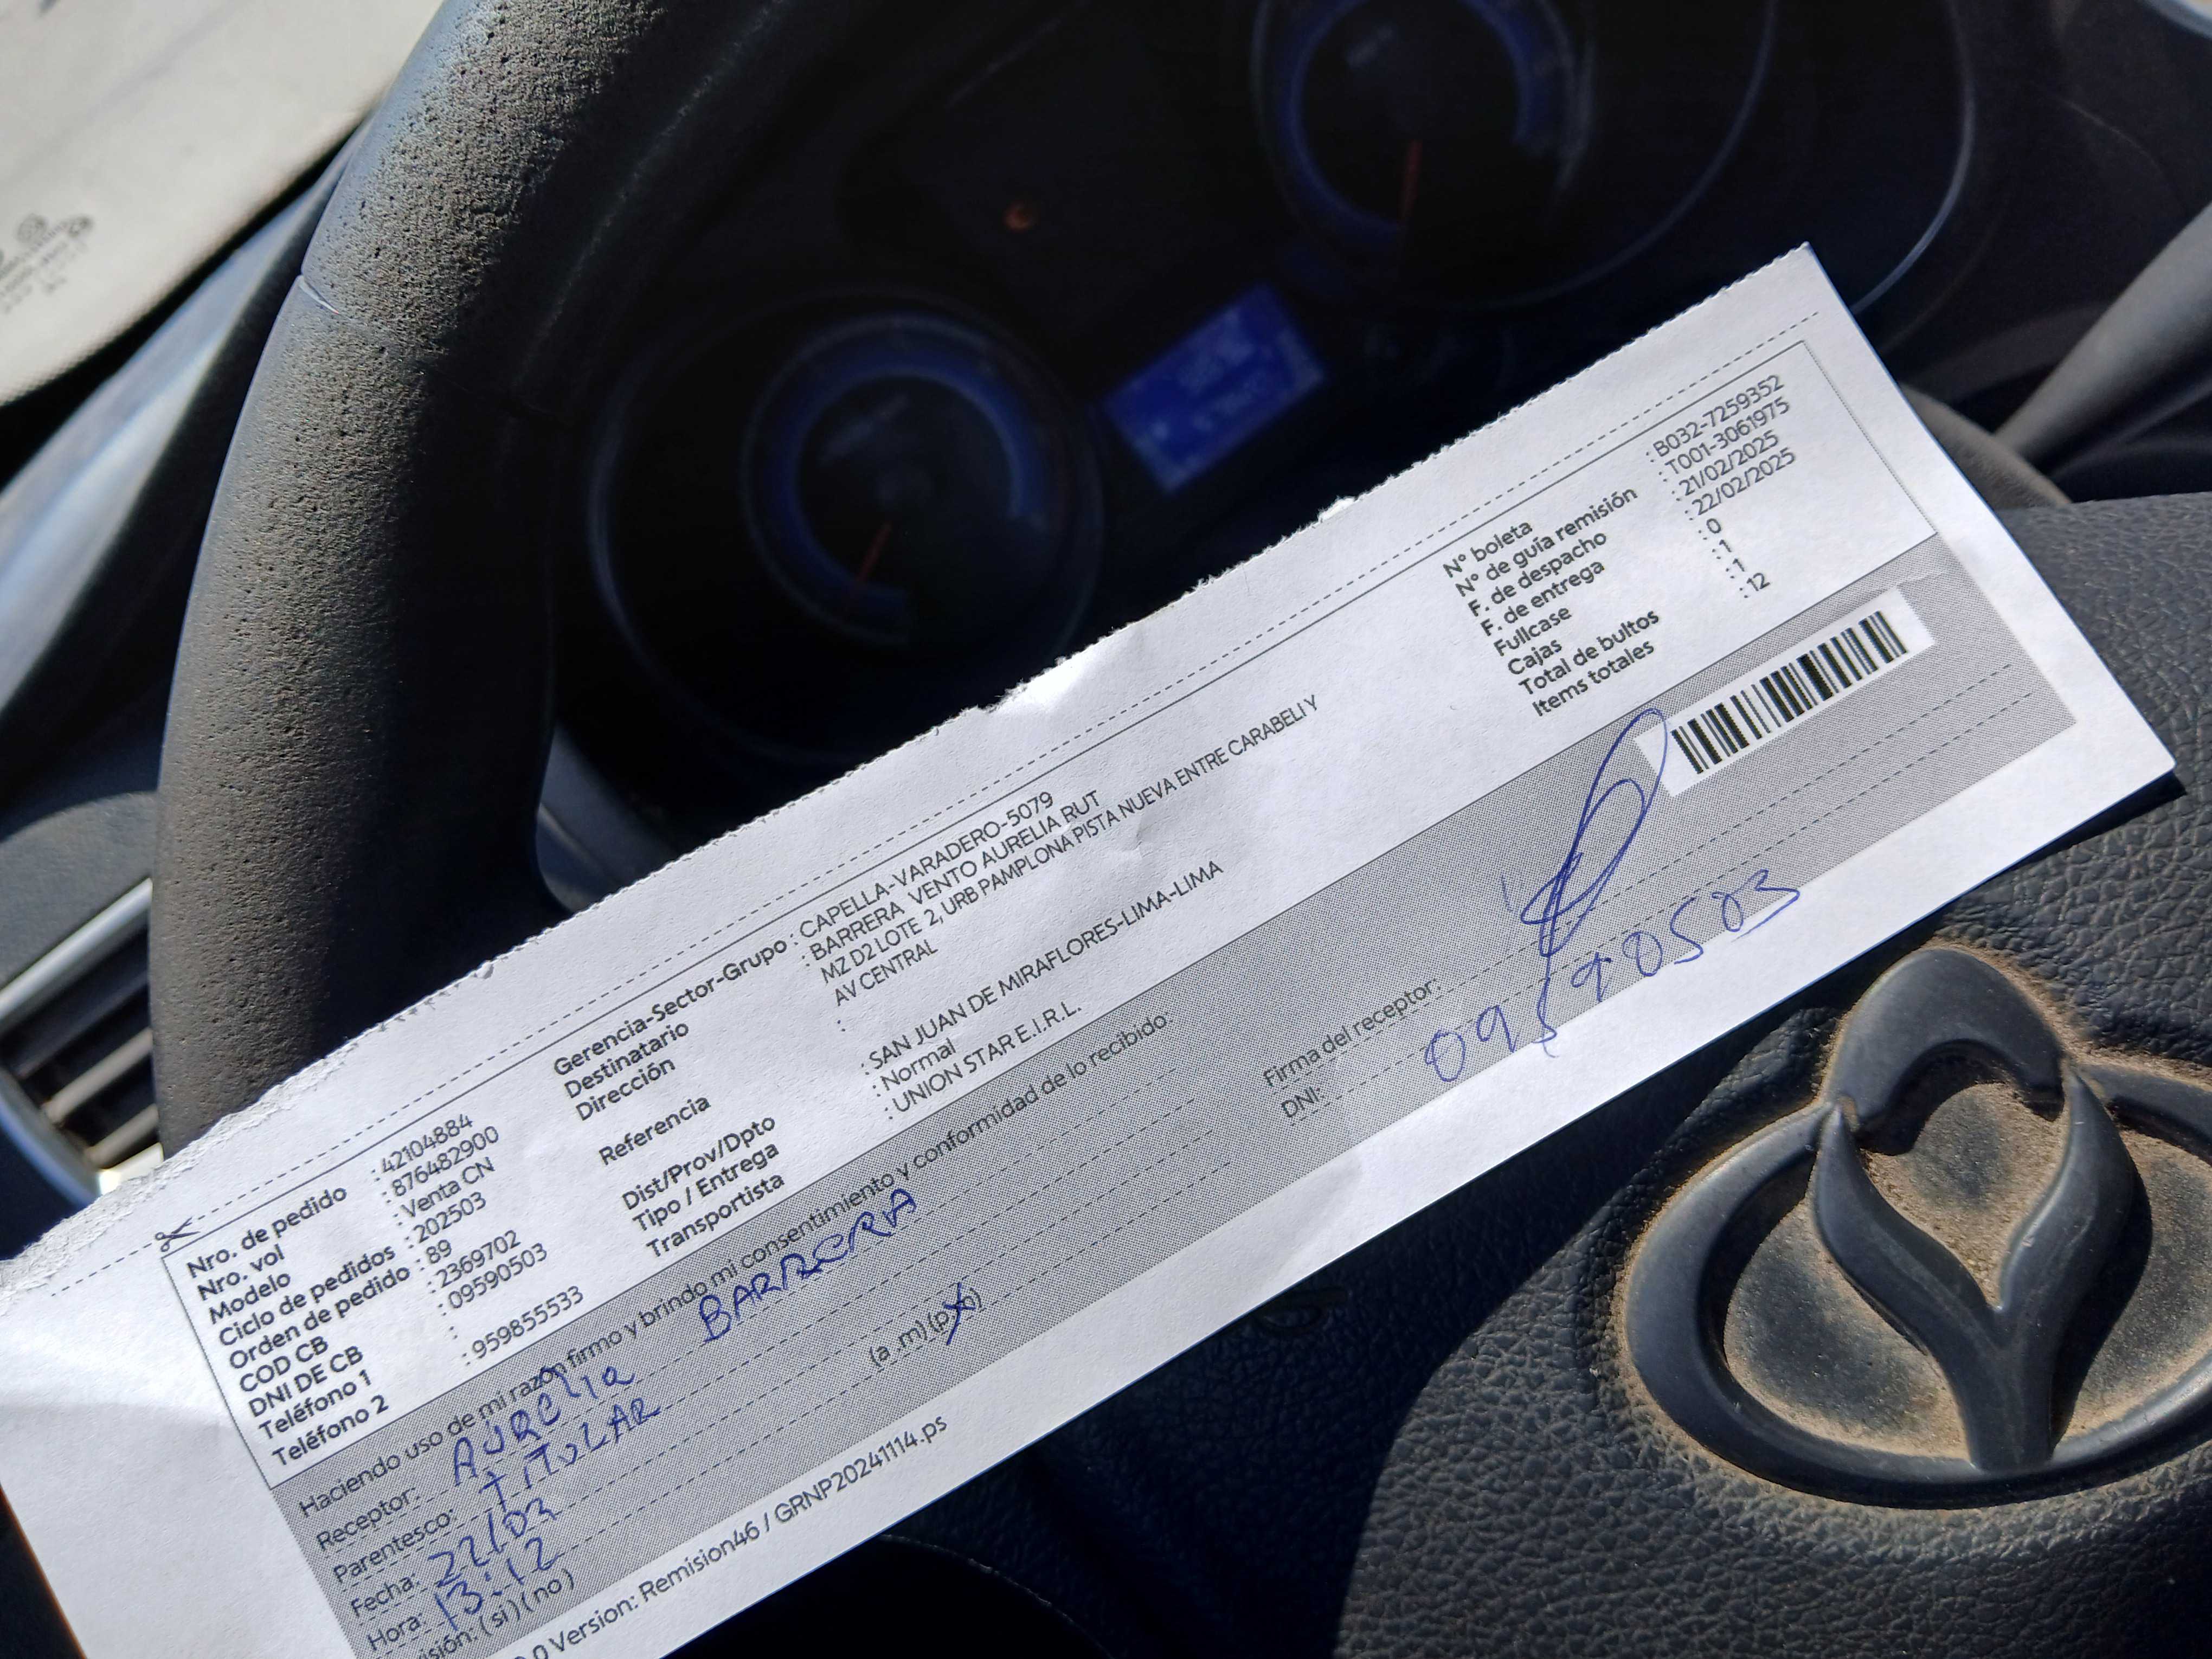 Nro. de pedido : 42104884
Nro. vol : 876482900
Modelo : Venta CN
Ciclo de pedidos : 202503
Orden de pedido : 89
COD CB : 2369702
DNI DE CB : 09590503
Teléfono 1 :
Teléfono 2 : 959855533
Gerencia-Sector-Grupo : CAPELLA-VARADERO-5079
Destinatario : BARRERA VENTO AURELIA RUT
Dirección : MZ D2 LOTE 2, URB PAMPLONA PISTA NUEVA ENTRE CARABELI Y
AV CENTRAL
Referencia :
Dist/Prov/Dpto : SAN JUAN DE MIRAFLORES-LIMA-LIMA
Tipo / Entrega : Normal
Transportista : UNION STAR E.I.R.L.
N° boleta : B032-7259352
N° de guía remisión : T001-3061975
F. de despacho : 21/02/2025
F. de entrega : 22/02/2025
Fullcase : 0
Cajas : 1
Total de bultos : 1
Items totales : 12
Haciendo uso de mi razón firmo y brindo mi consentimiento y conformidad de lo recibido:
Receptor: AURELIA BARRERA
Parentesco: TITULAR
Fecha: 22/03
Hora: 13:12 (a .m) (p.m)
isión: ( si ) ( no )
Firma del receptor:
DNI:
.0 Version: Remision46 / GRNP20241114.ps